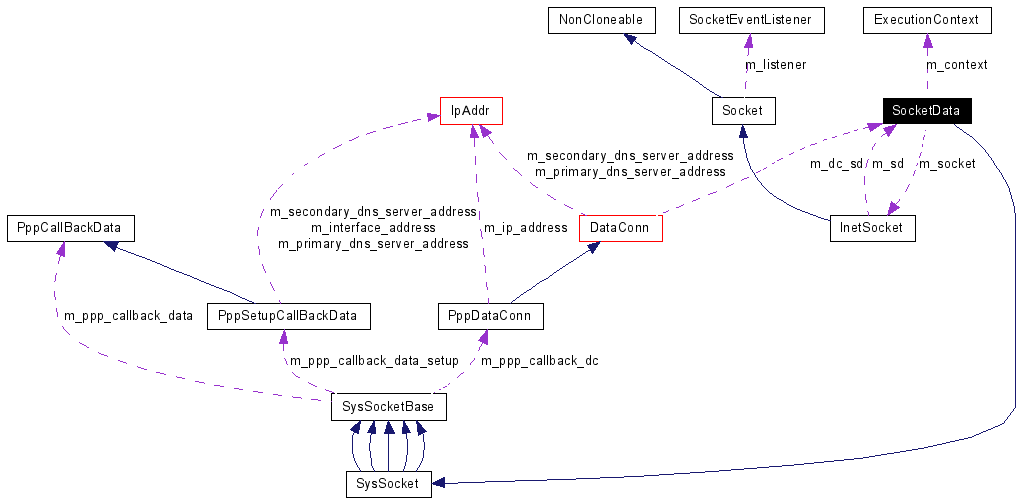 NonCloneable
SocketEventListener
ExecutionContext
m_listener
m_context
IpAddr
Socket
SocketData
m_secondary_dns_server_address
m_primary_dns_server_address
m_dc_sd
m_sd
m_socket
m_secondary_dns_server_address
m_interface_address
m_primary_dns_server_address
m_ip_address
PppCallBackData
DataConn
InetSocket
m_ppp_callback_data
PppSetupCallBackData
PppDataConn
m_ppp_callback_data_setup
m_ppp_callback_dc
SysSocketBase
SysSocket